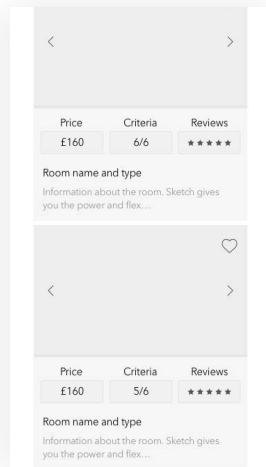 Price Criteria Reviews
£160 6/6 ★★★★★
Room name and type
Information about the room. Sketch gives
you the power and flex...
Price Criteria Reviews
£160 5/6 ★★★★★
Room name and type
Information about the room. Sketch gives
you the power and flex...